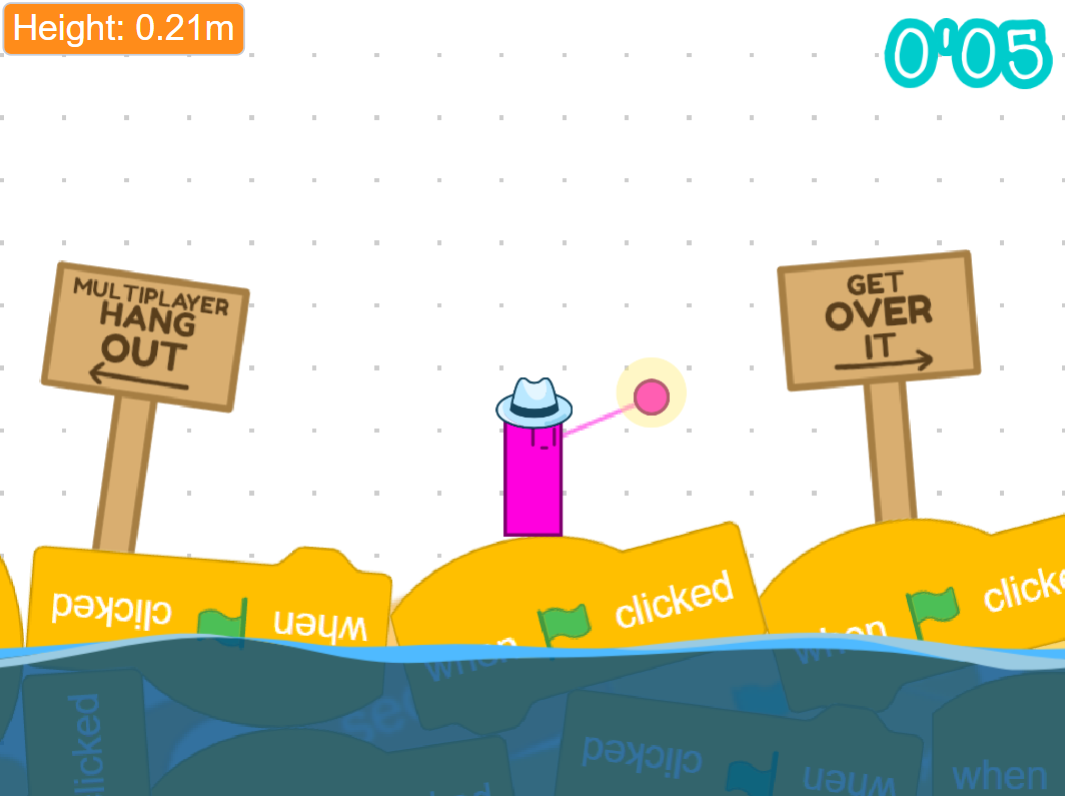 Height: 0.21m
0'05
MULTIPLAYER
HANG
OUT
GET
OVER
IT
when clicked
when clicked
when clicked
clicked
when clicked
when